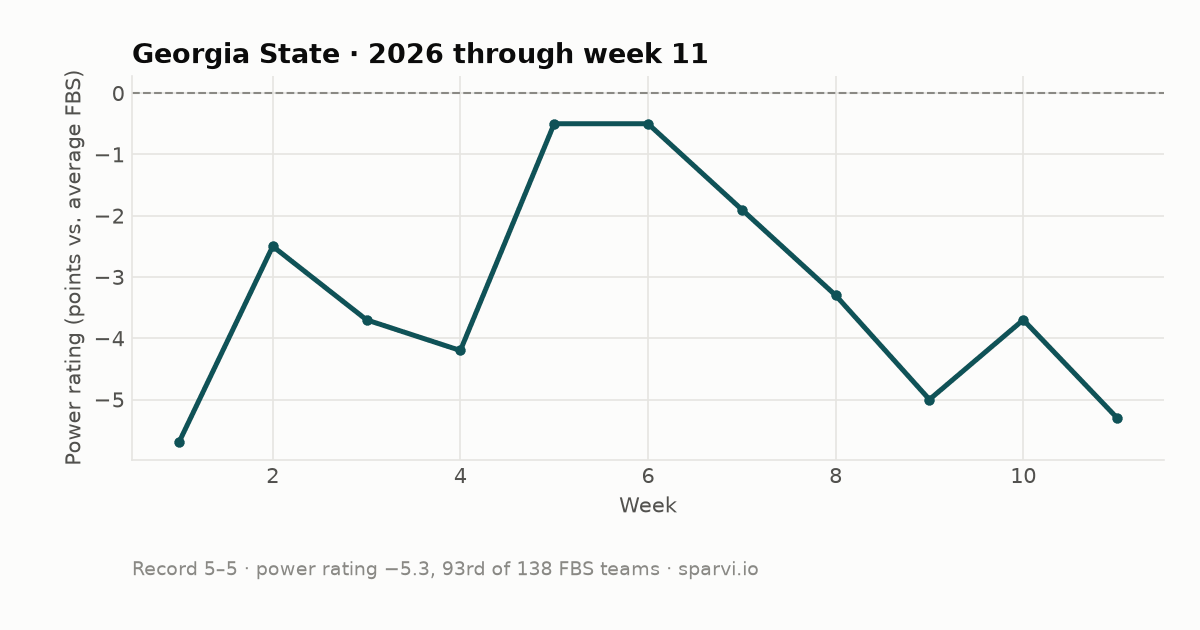 Georgia State · 2026 through week 11
Power rating (points vs. average FBS)
0
−1
−2
−3
−4
−5
2 4 6 8 10
Week
Record 5–5 · power rating −5.3, 93rd of 138 FBS teams · sparvi.io